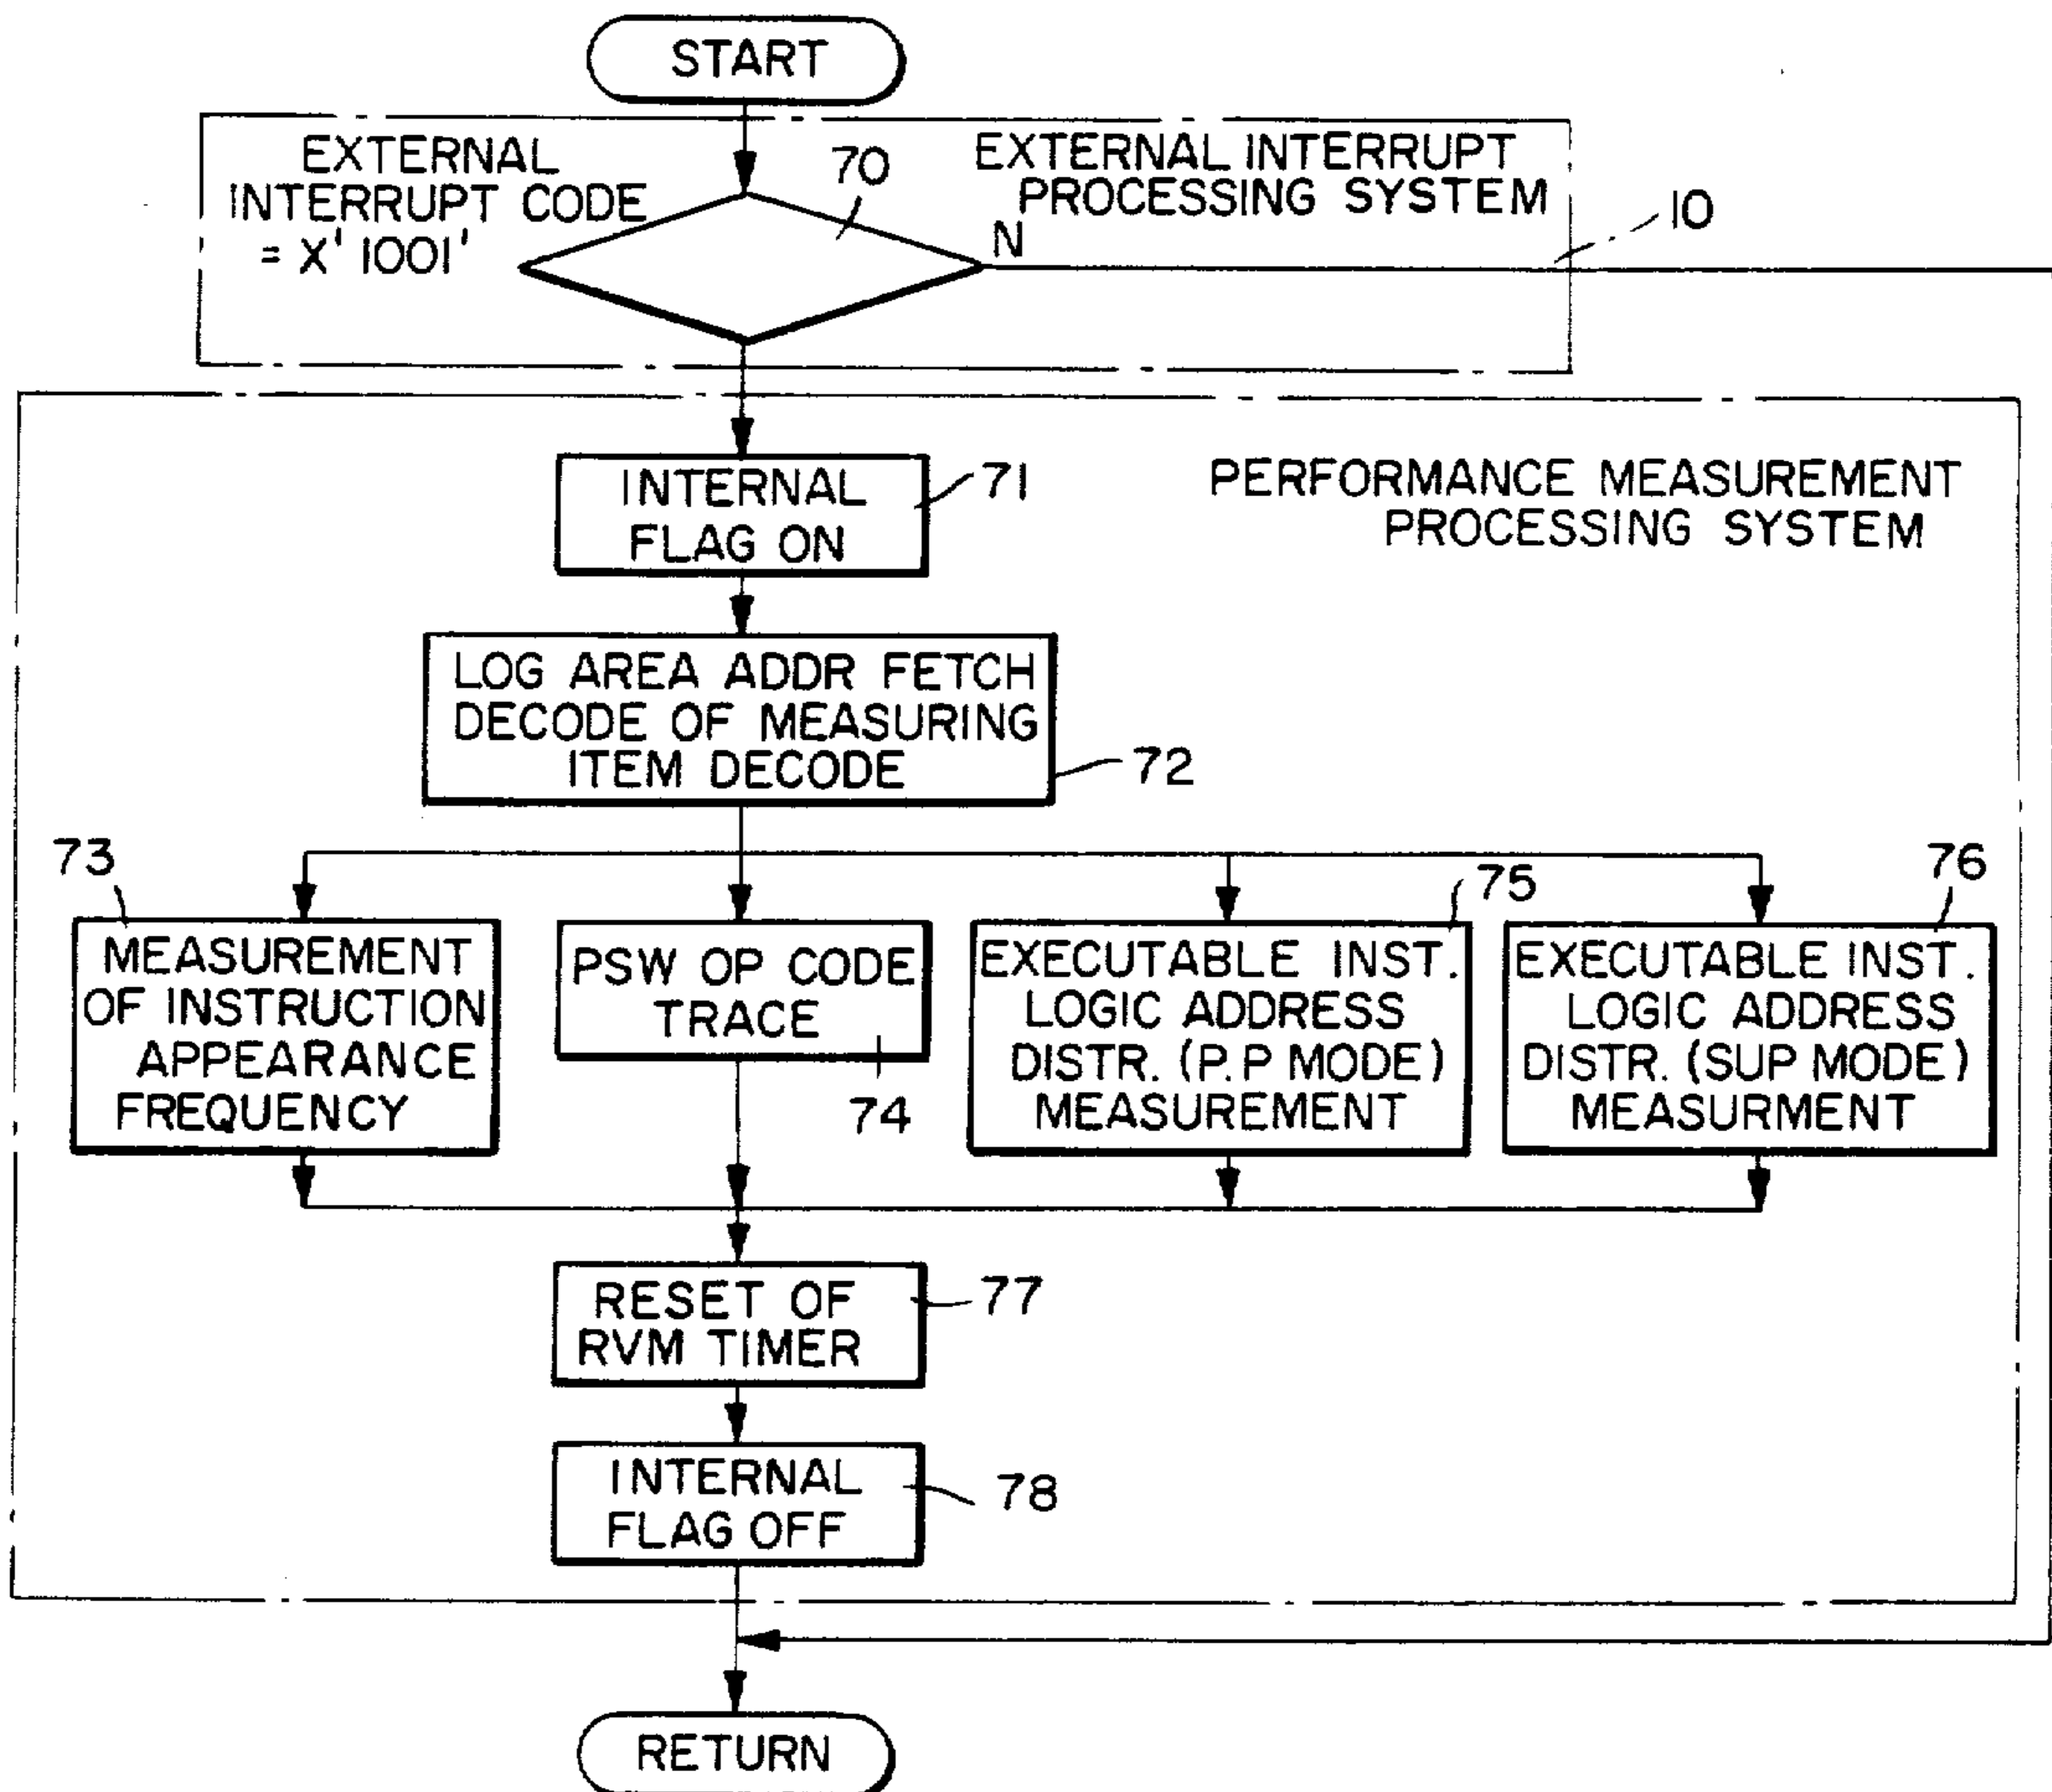 START
EXTERNAL
INTERRUPT CODE
= X' 1001'
70
EXTERNAL INTERRUPT
PROCESSING SYSTEM
N
10
INTERNAL
FLAG ON
71
PERFORMANCE MEASUREMENT
PROCESSING SYSTEM
LOG AREA ADDR FETCH
DECODE OF MEASURING
ITEM DECODE
72
73
MEASUREMENT
OF INSTRUCTION
APPEARANCE
FREQUENCY
PSW OP CODE
TRACE
74
75
EXECUTABLE INST.
LOGIC ADDRESS
DISTR. (P.P MODE)
MEASUREMENT
76
EXECUTABLE INST.
LOGIC ADDRESS
DISTR. (SUP MODE)
MEASURMENT
RESET OF
RVM TIMER
77
INTERNAL
FLAG OFF
78
RETURN